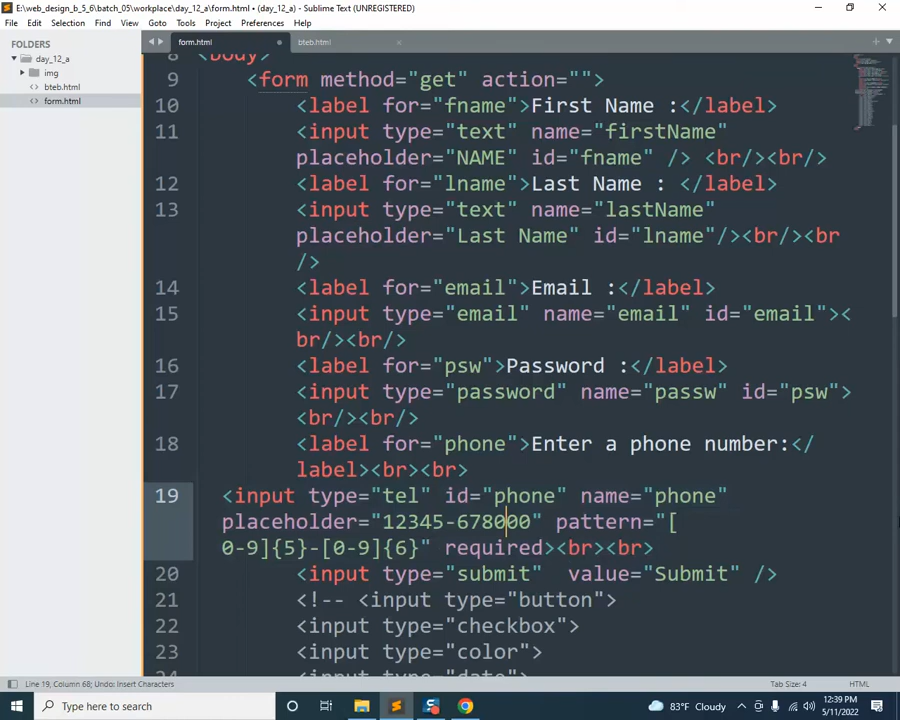 E:\web_design_b_5_6\batch_05\workplace\day_12_a\form.html • (day_12_a) - Sublime Text (UNREGISTERED)
File Edit Selection Find View Goto Tools Project Preferences Help
FOLDERS
day_12_a
img
bteb.html
form.html
form.html
bteb.html
8 <body>
9 <form method="get" action="">
10 <label for="fname">First Name :</label>
11 <input type="text" name="firstName"
placeholder="NAME" id="fname" /> <br/><br/>
12 <label for="lname">Last Name : </label>
13 <input type="text" name="lastName"
placeholder="Last Name" id="lname"/><br/><br
/>
14 <label for="email">Email :</label>
15 <input type="email" name="email" id="email"><
br/><br/>
16 <label for="psw">Password :</label>
17 <input type="password" name="passw" id="psw">
<br/><br/>
18 <label for="phone">Enter a phone number:</
label><br><br>
19 <input type="tel" id="phone" name="phone"
placeholder="12345-678000" pattern="[
0-9]{5}-[0-9]{6}" required><br><br>
20 <input type="submit"  value="Submit" />
21 <!-- <input type="button">
22 <input type="checkbox">
23 <input type="color">
24 <input type="date">
Line 19, Column 68; Undo: Insert Characters
Tab Size: 4
HTML
Type here to search
83°F Cloudy
12:39 PM
5/11/2022